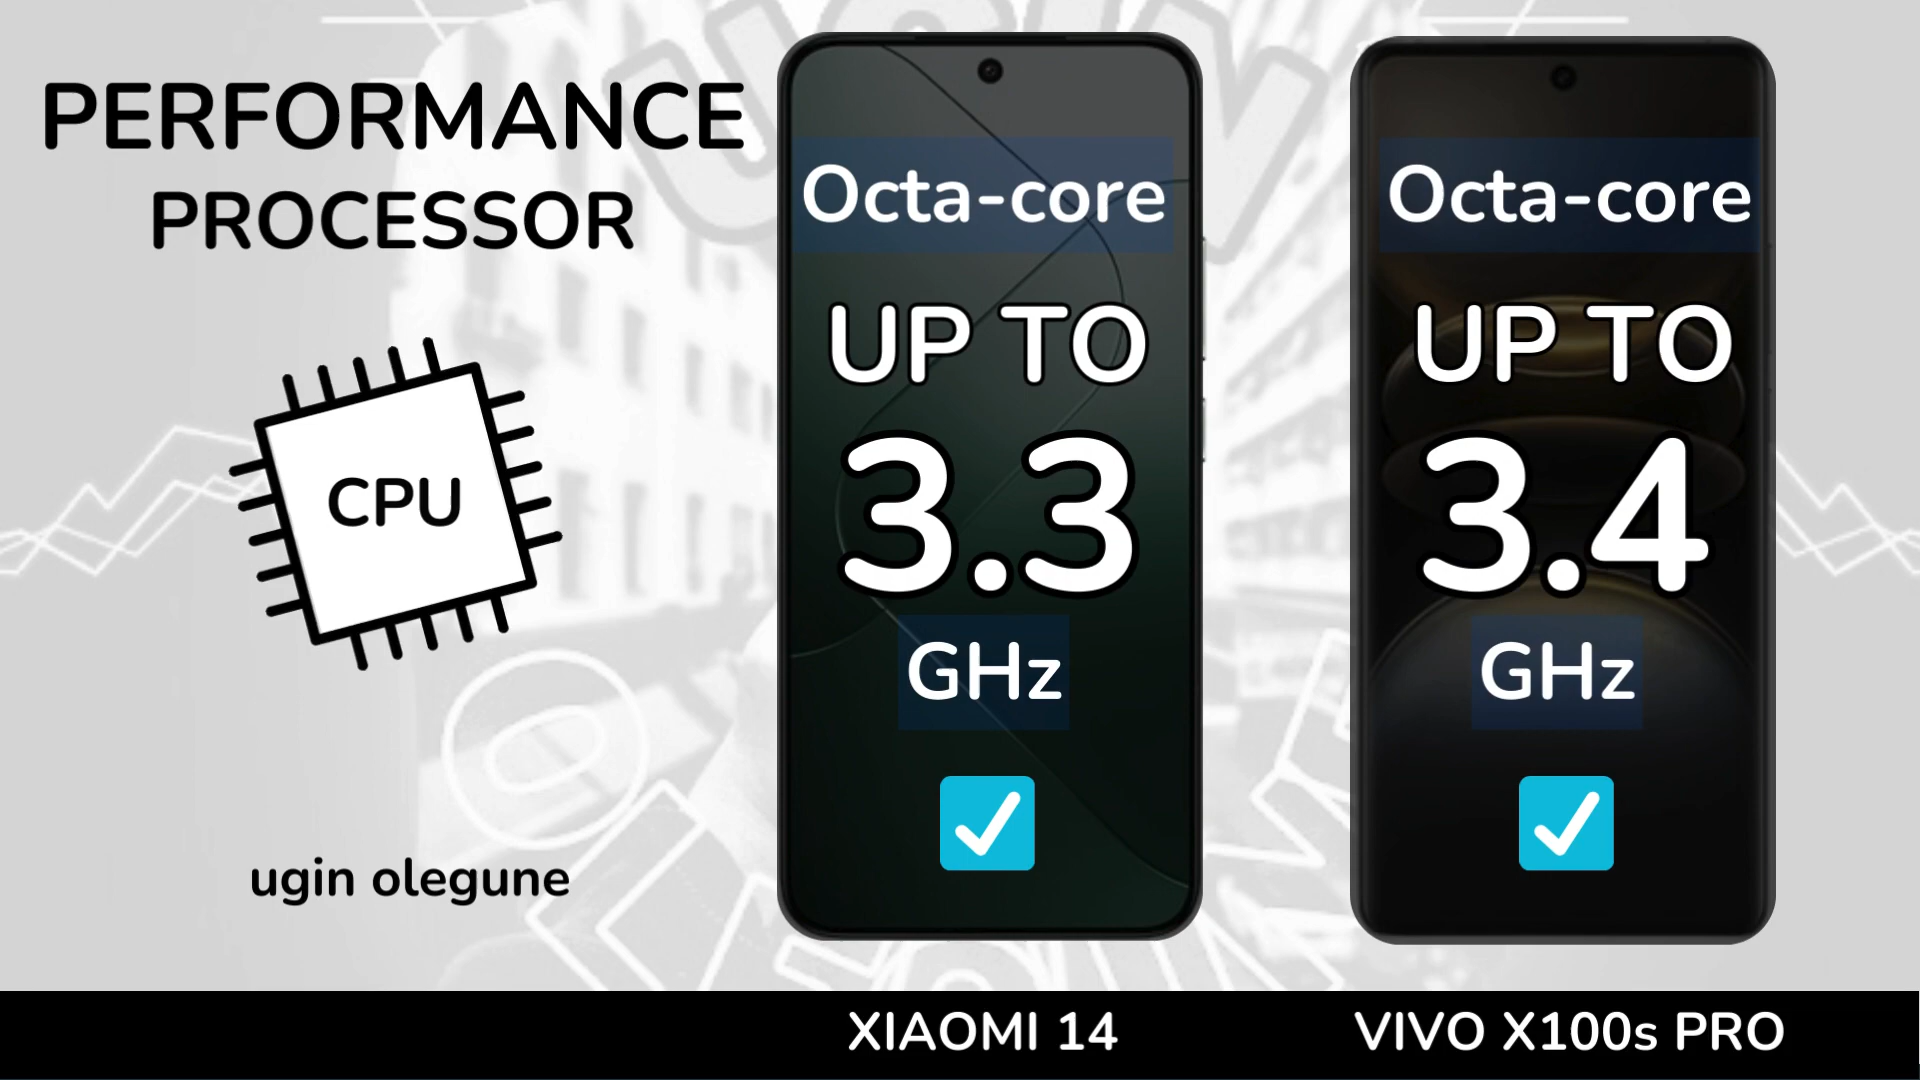 PERFORMANCE
PROCESSOR
CPU
ugin olegune
Octa-core
UP TO
3.3
GHz
XIAOMI 14
Octa-core
UP TO
3.4
GHz
VIVO X100s PRO